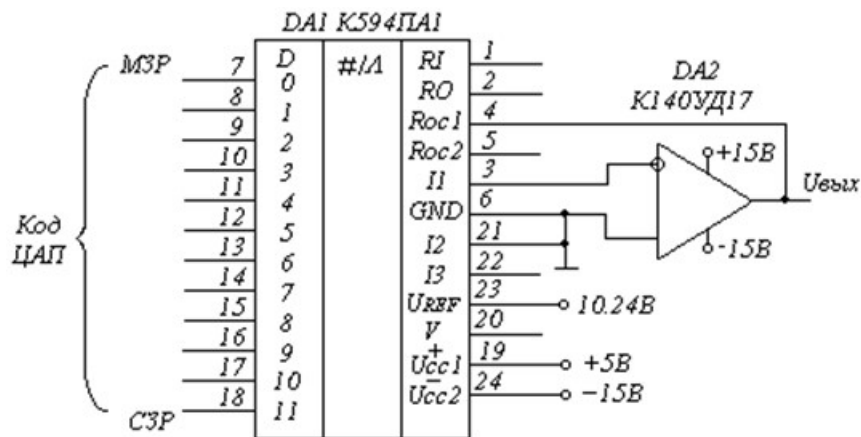 DA1 К594ПА1
МЗР 7 D 0 #/Λ RI 1
8 1 RO 2
9 2 Roc1 4
10 3 Roc2 5
11 4 I1 3
12 5 GND 6
13 6 I2 21
14 7 I3 22
15 8 UREF 23 10.24В
16 9 V 20
17 10 + Ucc1 19 +5В
СЗР 18 11 − Ucc2 24 −15В
Код
ЦАП
DA2
К140УД17
+15В
Uвых
-15В